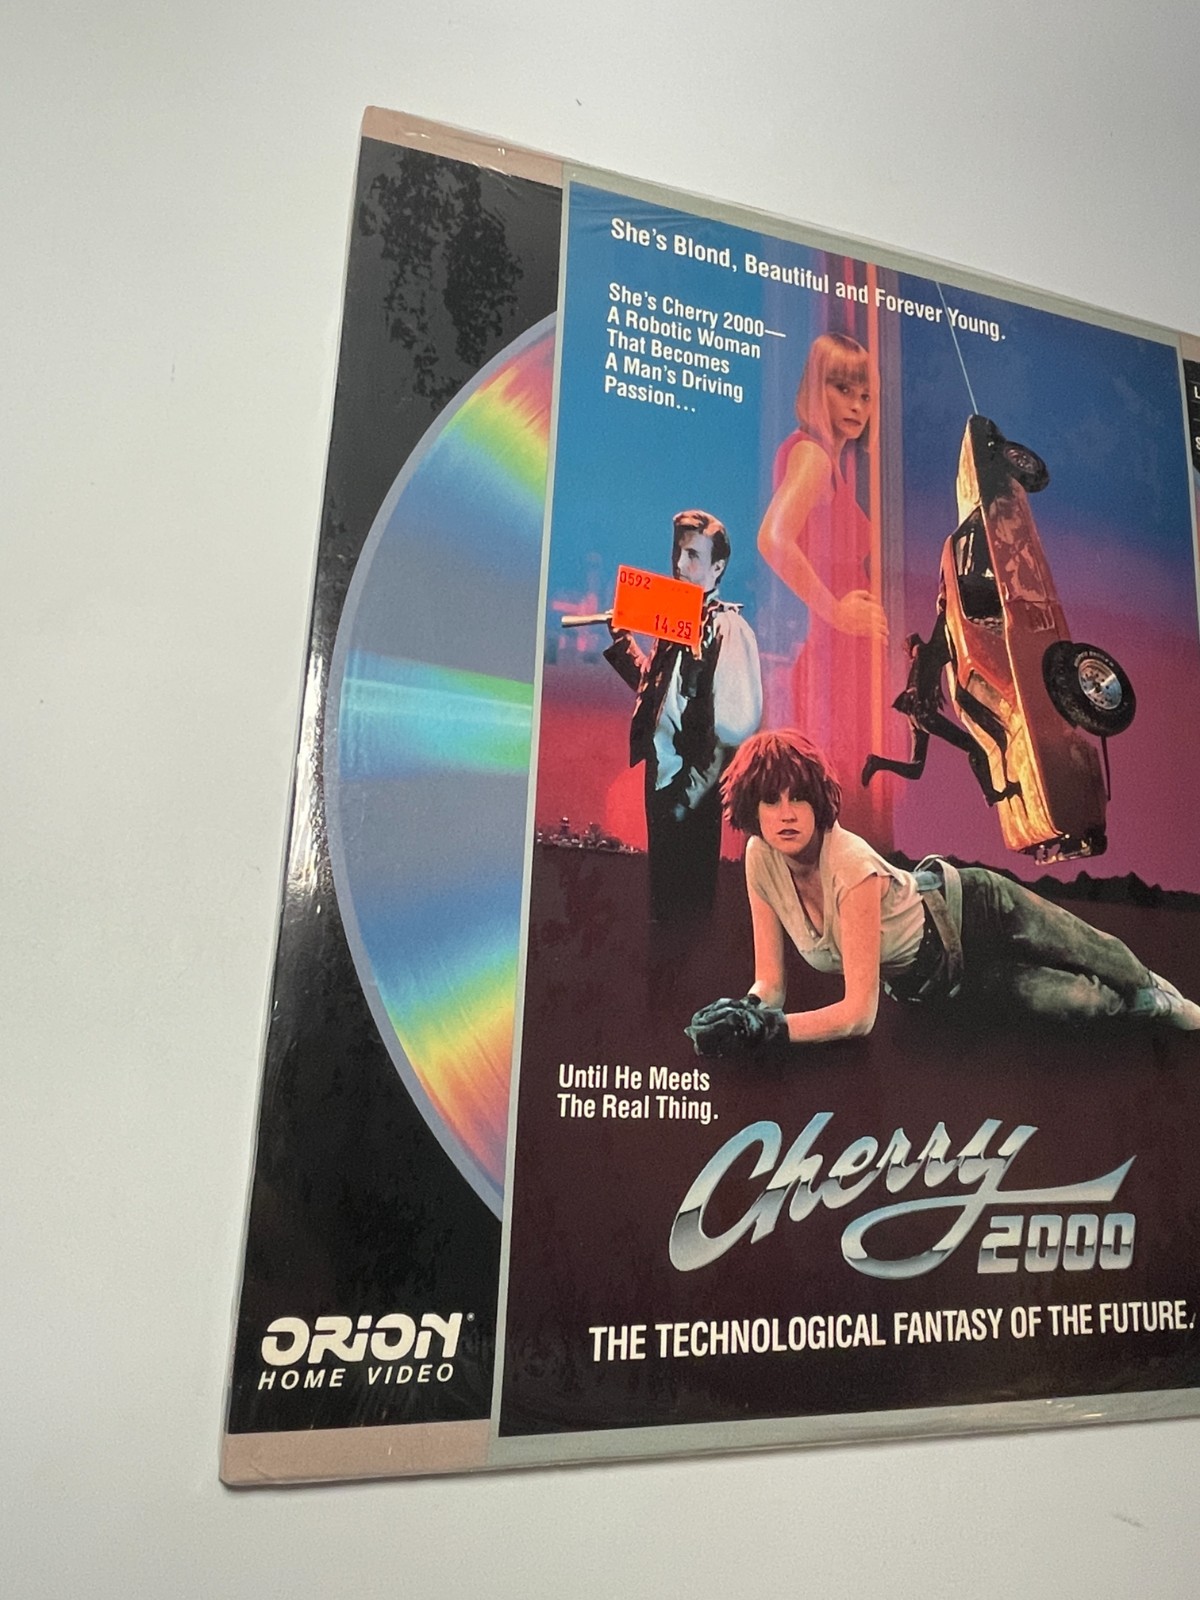 She's Blond, Beautiful and Forever Young.
She's Cherry 2000—
A Robotic Woman
That Becomes
A Man's Driving
Passion...
0592
14.95
Until He Meets
The Real Thing.
Cherry
2000
THE TECHNOLOGICAL FANTASY OF THE FUTURE.
ORION®
HOME VIDEO